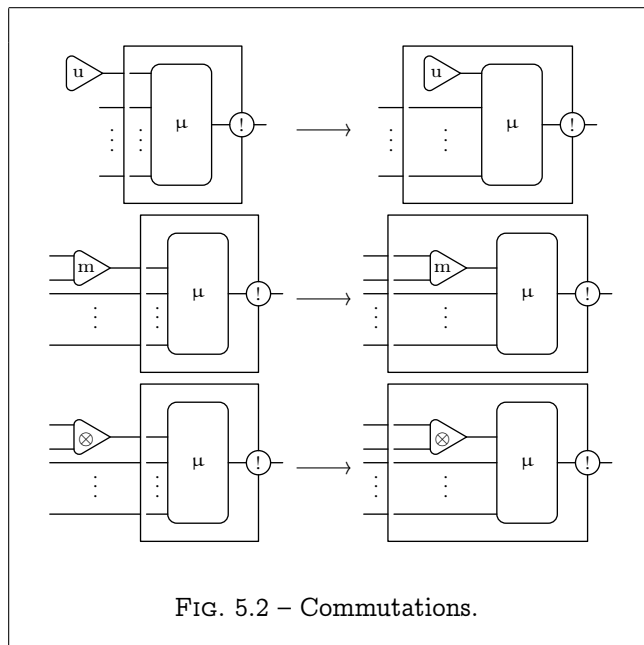 u μ ! u μ !
m μ ! m μ !
⊗ μ ! ⊗ μ !
FIG. 5.2 – Commutations.